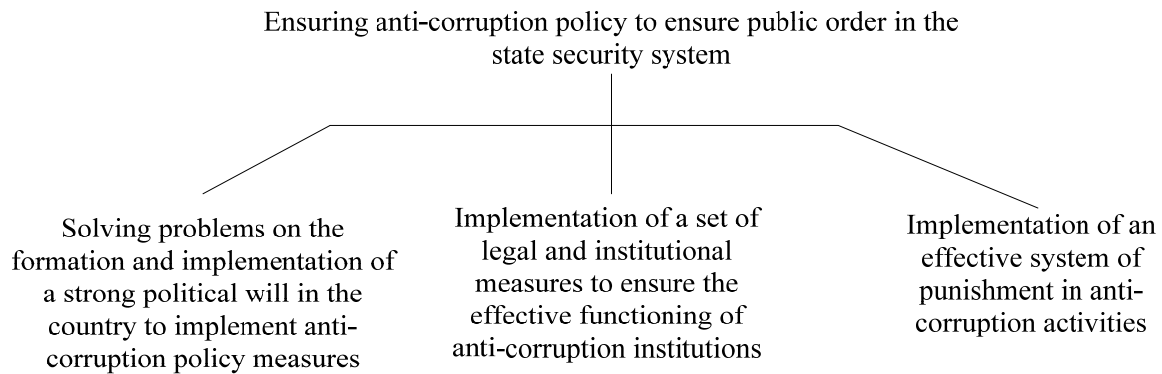 Ensuring anti-corruption policy to ensure public order in the
state security system
Solving problems on the
formation and implementation of
a strong political will in the
country to implement anti-
corruption policy measures
Implementation of a set of
legal and institutional
measures to ensure the
effective functioning of
anti-corruption institutions
Implementation of an
effective system of
punishment in anti-
corruption activities